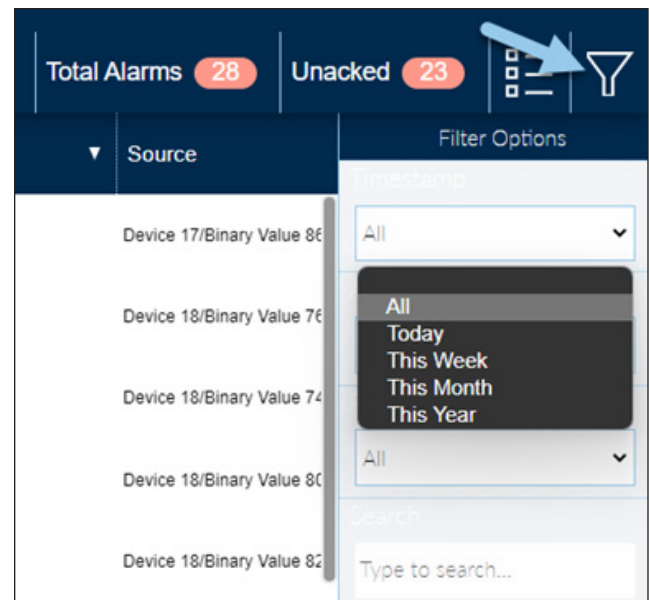 Total Alarms 28 Unacked 23
Filter Options
▼ Source
Timestamp
Device 17/Binary Value 86
All
All
Device 18/Binary Value 76
Today
This Week
Device 18/Binary Value 74
This Month
This Year
All
Device 18/Binary Value 80
Search
Device 18/Binary Value 82
Type to search...